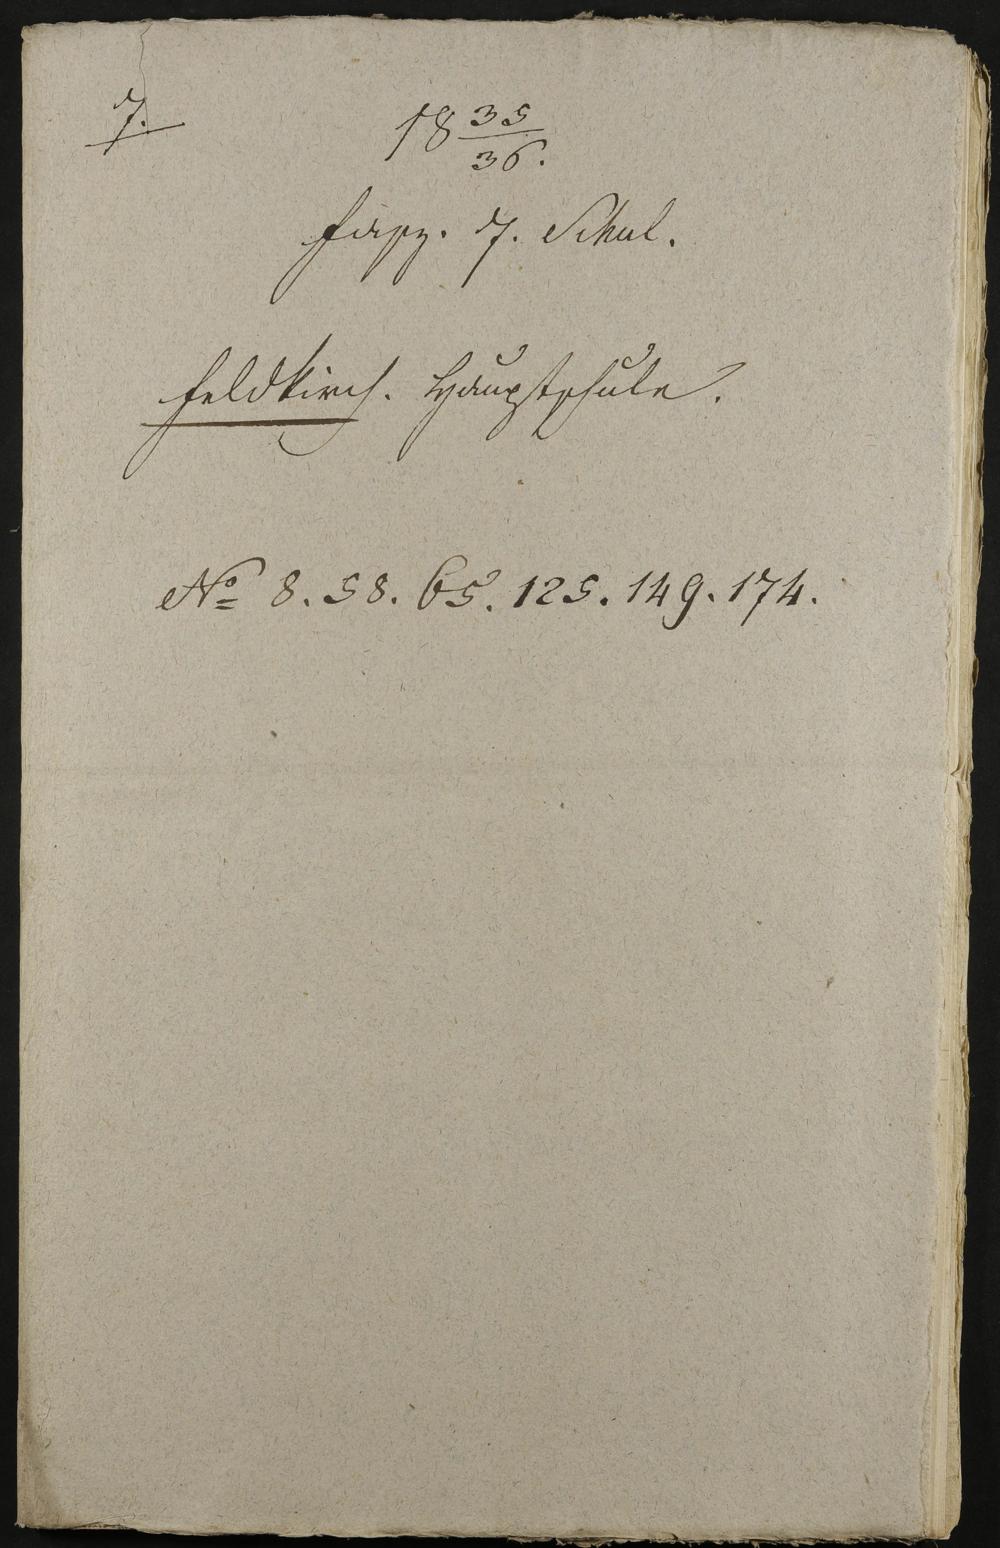 7.
18 35/36.
Fasz. 7. Schul.
Feldkirch. Hauptschule.
No 8. 58. 65. 125. 149. 174.